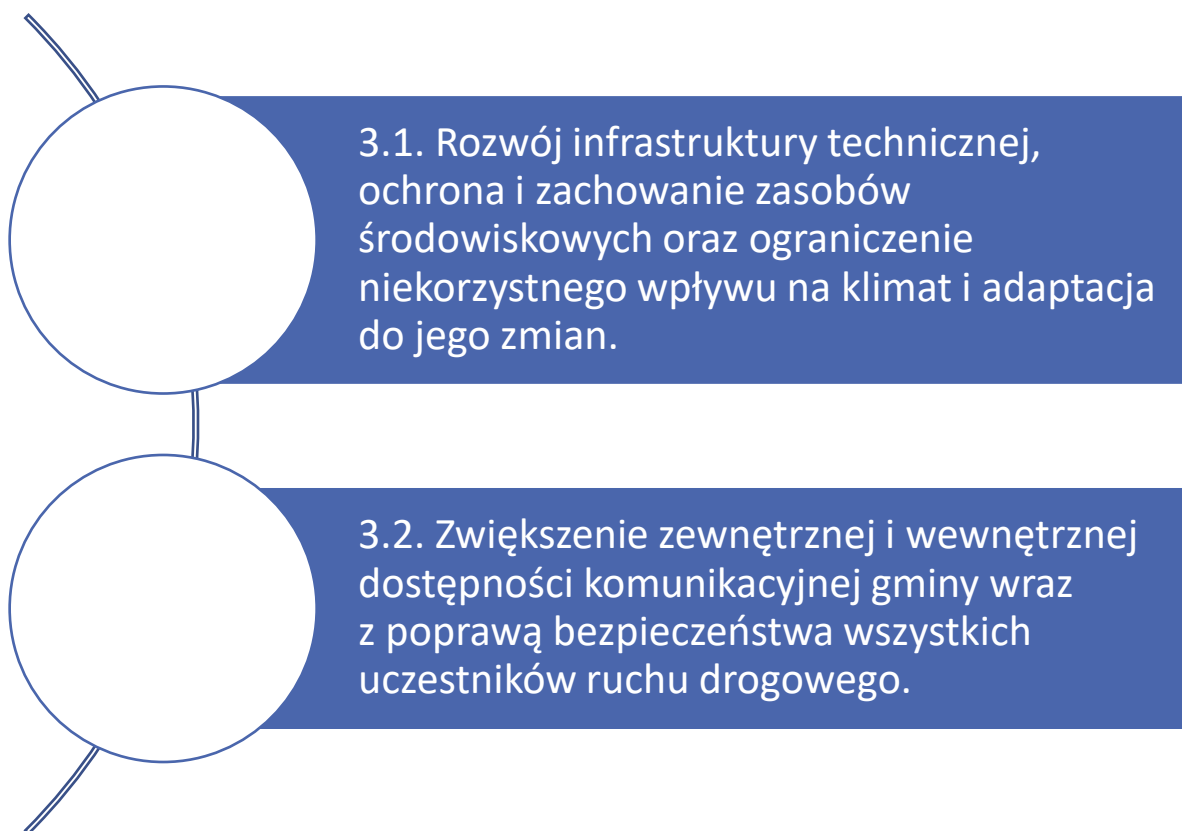 3.1. Rozwój infrastruktury technicznej,
ochrona i zachowanie zasobów
środowiskowych oraz ograniczenie
niekorzystnego wpływu na klimat i adaptacja
do jego zmian.
3.2. Zwiększenie zewnętrznej i wewnętrznej
dostępności komunikacyjnej gminy wraz
z poprawą bezpieczeństwa wszystkich
uczestników ruchu drogowego.